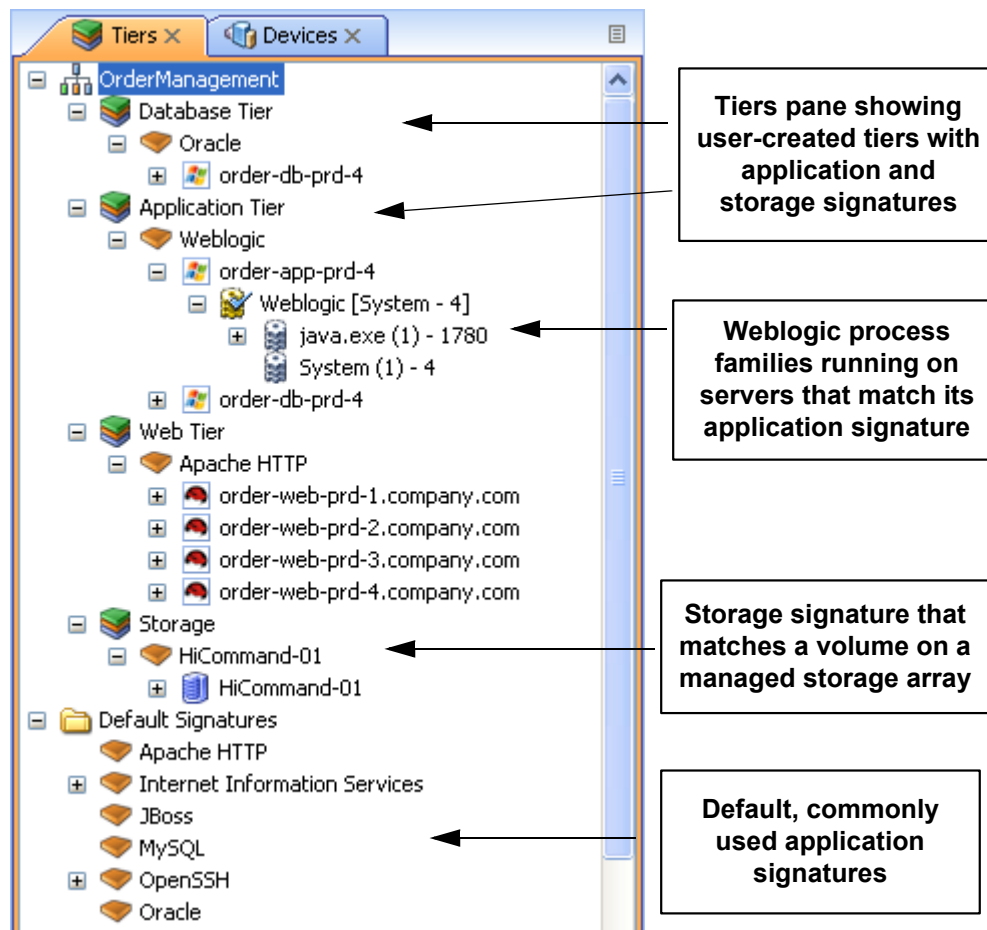 Tiers
Devices
OrderManagement
Database Tier
Oracle
order-db-prd-4
Application Tier
Weblogic
order-app-prd-4
Weblogic [System - 4]
java.exe (1) - 1780
System (1) - 4
order-db-prd-4
Web Tier
Apache HTTP
order-web-prd-1.company.com
order-web-prd-2.company.com
order-web-prd-3.company.com
order-web-prd-4.company.com
Storage
HiCommand-01
HiCommand-01
Default Signatures
Apache HTTP
Internet Information Services
JBoss
MySQL
OpenSSH
Oracle
Tiers pane showing
user-created tiers with
application and
storage signatures
Weblogic process
families running on
servers that match its
application signature
Storage signature that
matches a volume on a
managed storage array
Default, commonly
used application
signatures